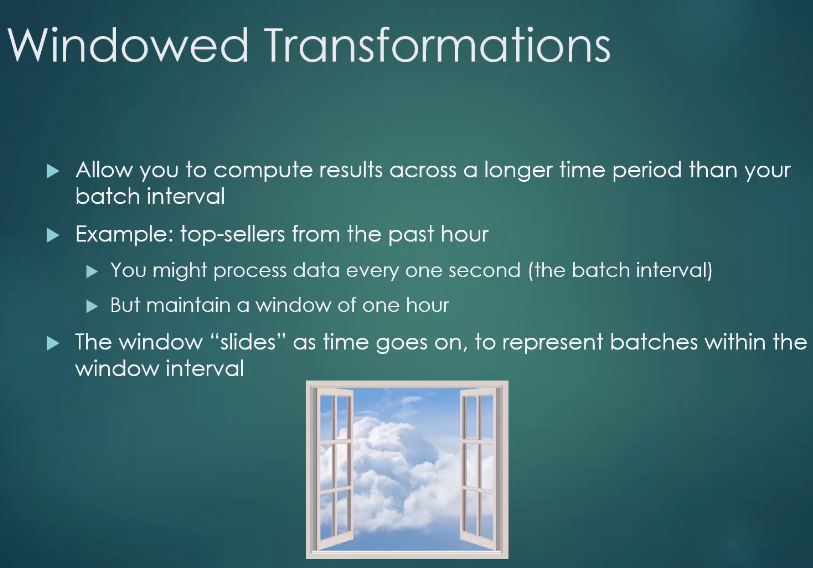 Windowed Transformations
Allow you to compute results across a longer time period than your
batch interval
Example: top-sellers from the past hour
You might process data every one second (the batch interval)
But maintain a window of one hour
The window “slides” as time goes on, to represent batches within the
window interval